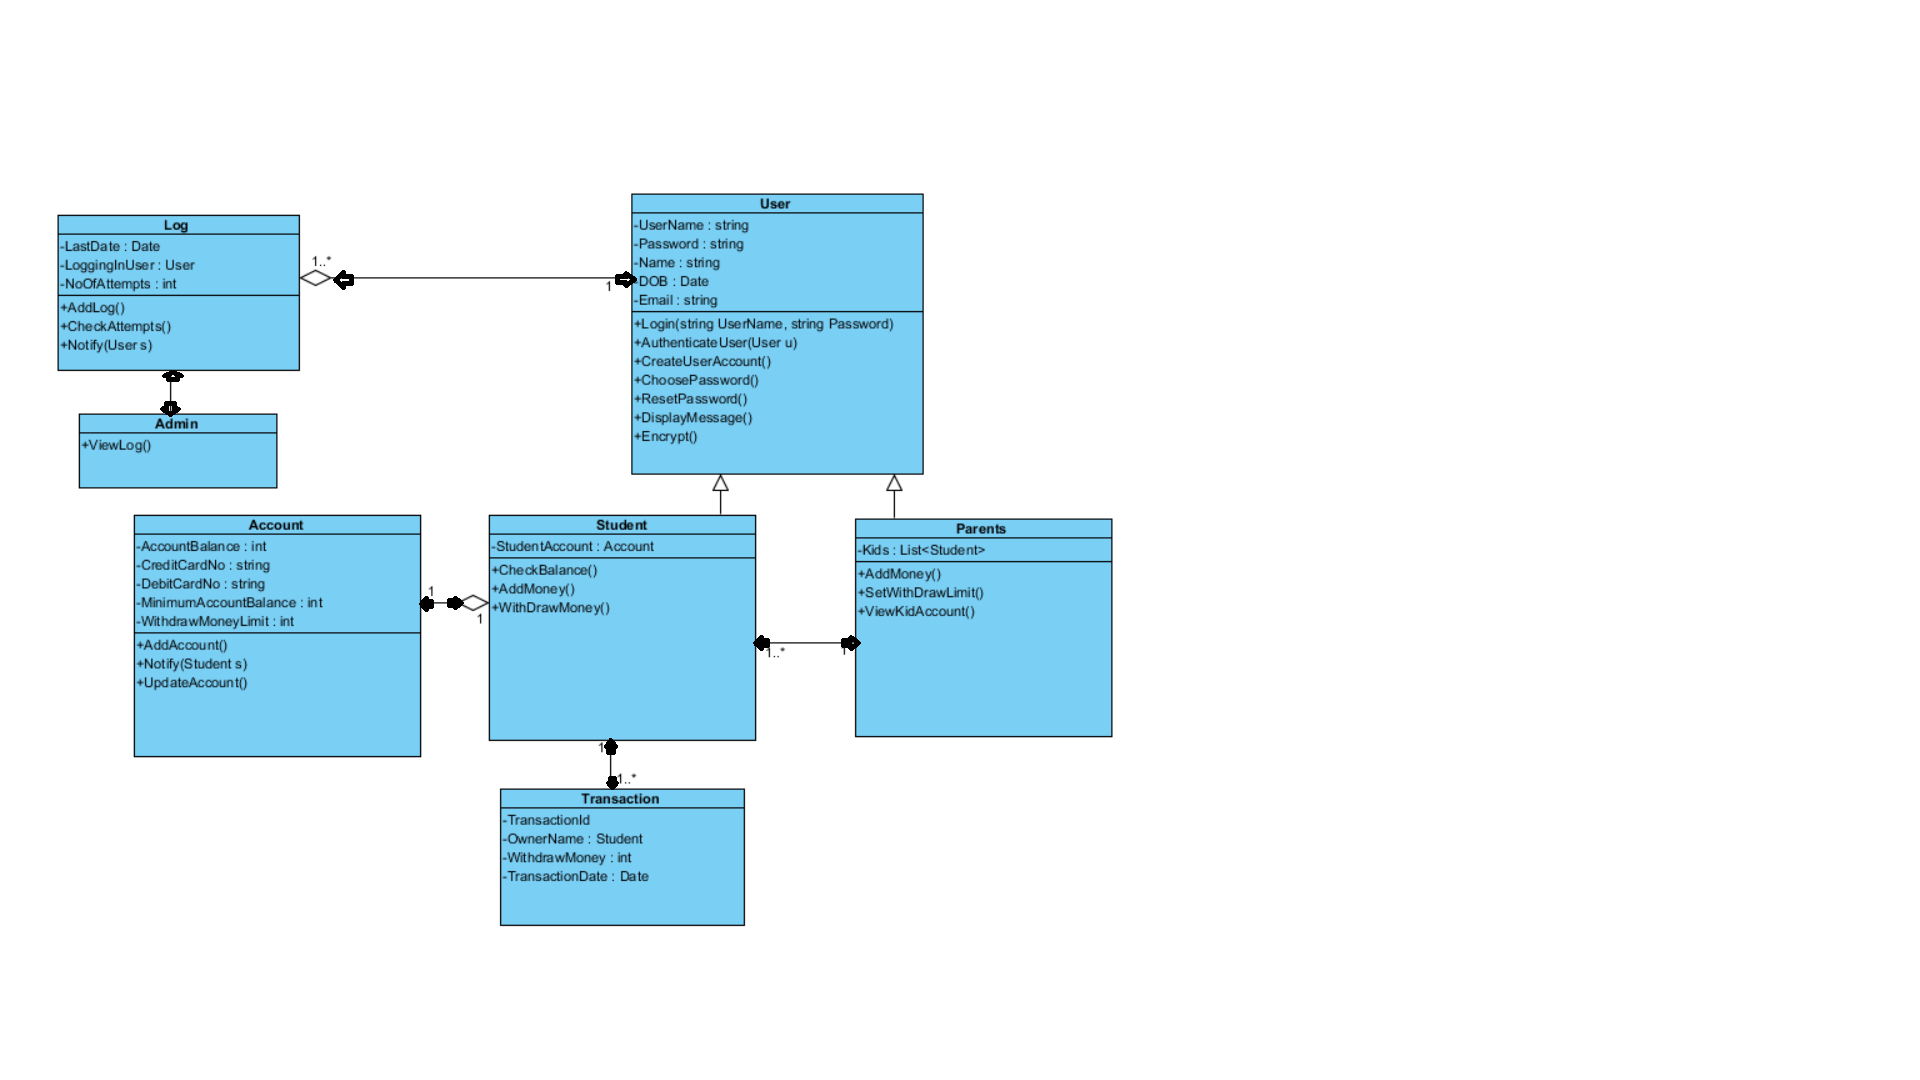 Log
-LastDate : Date
-LoggingInUser : User
-NoOfAttempts : int
+AddLog()
+CheckAttempts()
+Notify(User s)
1..*
1
User
-UserName : string
-Password : string
-Name : string
-DOB : Date
-Email : string
+Login(string UserName, string Password)
+AuthenticateUser(User u)
+CreateUserAccount()
+ChoosePassword()
+ResetPassword()
+DisplayMessage()
+Encrypt()
Admin
+ViewLog()
Account
-AccountBalance : int
-CreditCardNo : string
-DebitCardNo : string
-MinimumAccountBalance : int
-WithdrawMoneyLimit : int
+AddAccount()
+Notify(Student s)
+UpdateAccount()
1
1
Student
-StudentAccount : Account
+CheckBalance()
+AddMoney()
+WithDrawMoney()
1..*
1
Parents
-Kids : List<Student>
+AddMoney()
+SetWithDrawLimit()
+ViewKidAccount()
1
1..*
Transaction
-TransactionId
-OwnerName : Student
-WithdrawMoney : int
-TransactionDate : Date